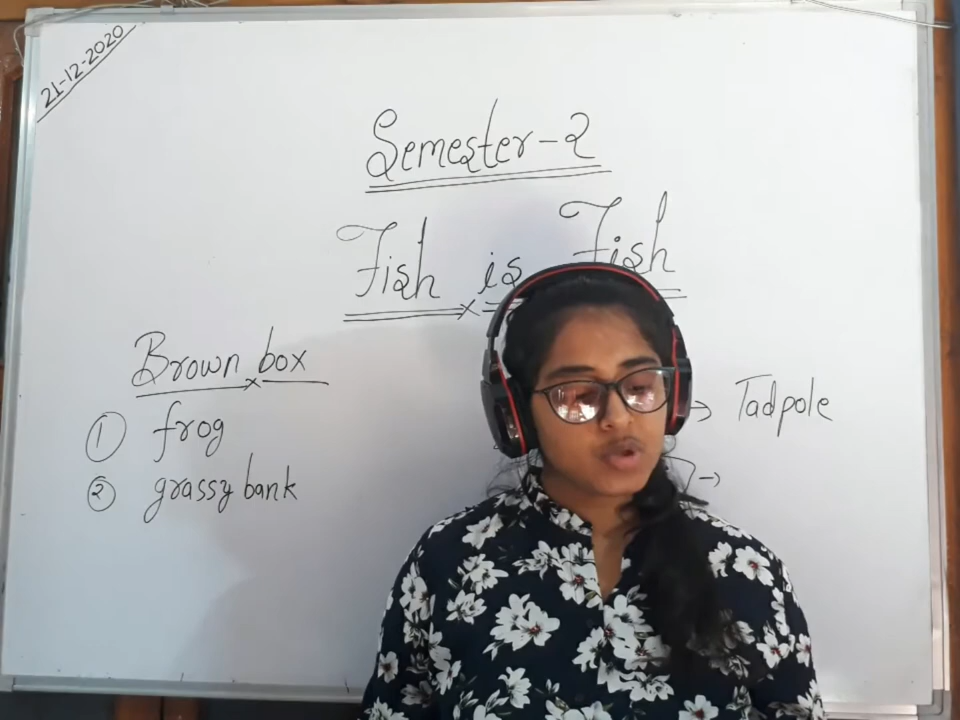 21-12-2020
Semester-2
Fish is Fish
Brown box
① frog
→ Tadpole
② grassy bank
→